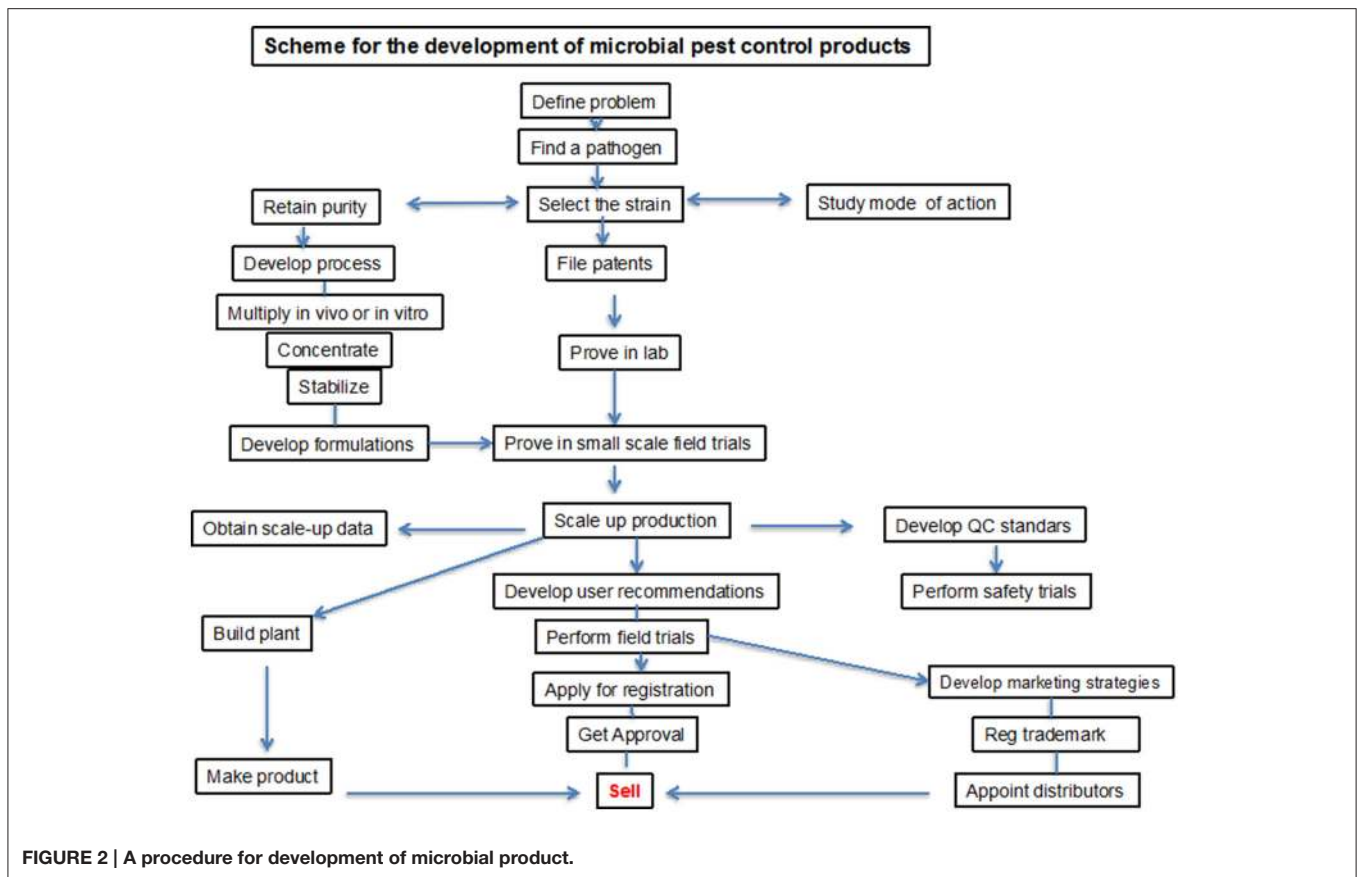 Scheme for the development of microbial pest control products
Define problem
Find a pathogen
Retain purity
Select the strain
Study mode of action
Develop process
File patents
Multiply in vivo or in vitro
Concentrate
Prove in lab
Stabilize
Develop formulations
Prove in small scale field trials
Obtain scale-up data
Scale up production
Develop QC standars
Develop user recommendations
Perform safety trials
Build plant
Perform field trials
Apply for registration
Develop marketing strategies
Get Approval
Reg trademark
Make product
Sell
Appoint distributors
FIGURE 2 | A procedure for development of microbial product.